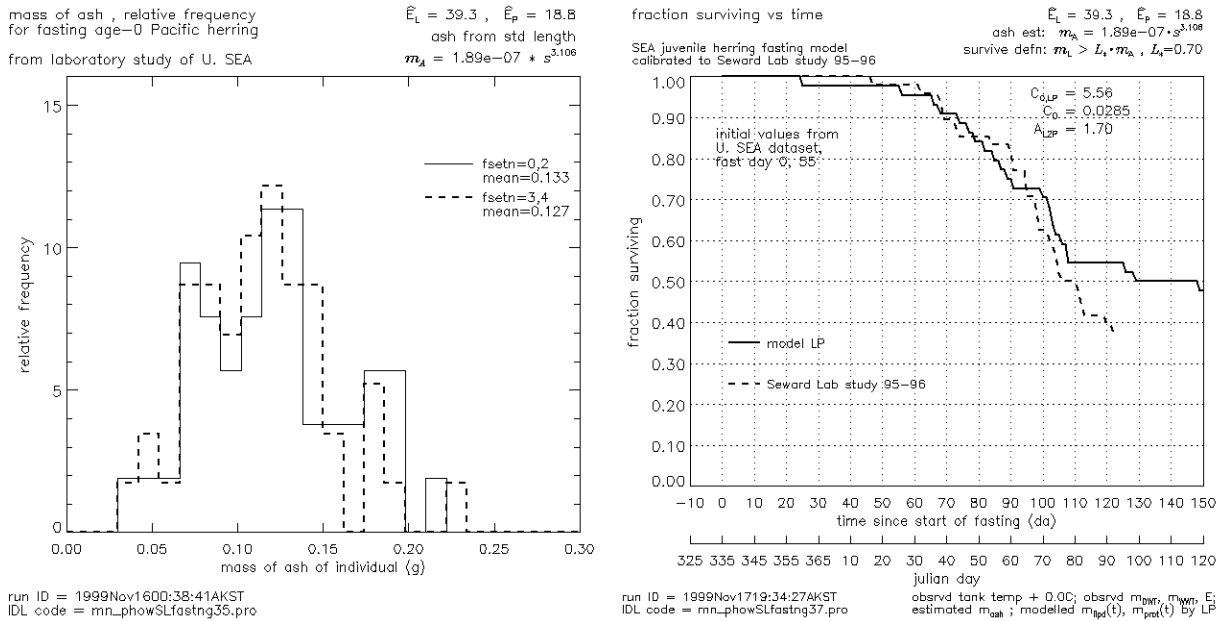 mass of ash , relative frequency
for fasting age-0 Pacific herring
from laboratory study of U. SEA
Ê_L = 39.3 , Ê_P = 18.8
ash from std length
m_A = 1.89e-07 * s^3.106
15
10
5
0
relative frequency
fsetn=0,2
mean=0.133
fsetn=3,4
mean=0.127
0.00 0.05 0.10 0.15 0.20 0.25 0.30
mass of ash of individual (g)
run ID = 1999Nov1600:38:41AKST
IDL code = mn_phowSLfastng35.pro
fraction surviving vs time
Ê_L = 39.3 , Ê_P = 18.8
ash est: m_A = 1.89e-07·s^3.106
survive defn: m_L > L_s·m_A , L_s=0.70
SEA juvenile herring fasting model
calibrated to Seward Lab study 95-96
1.00
0.90
0.80
0.70
0.60
0.50
0.40
0.30
0.20
0.10
0.00
fraction surviving
initial values from
U. SEA dataset,
fast day 0, 55
C_0,LP = 5.56
C_0 = 0.0285
A_L2P = 1.70
model LP
Seward Lab study 95-96
-10 0 10 20 30 40 50 60 70 80 90 100 110 120 130 140 150
time since start of fasting (da)
325 335 345 355 365 10 20 30 40 50 60 70 80 90 100 110 120
julian day
run ID = 1999Nov1719:34:27AKST
IDL code = mn_phowSLfastng37.pro
obsrvd tank temp + 0.0C; obsrvd m_DWT, m_WWT, E;
estimated m_ash ; modelled m_lipd(t), m_prot(t) by LP